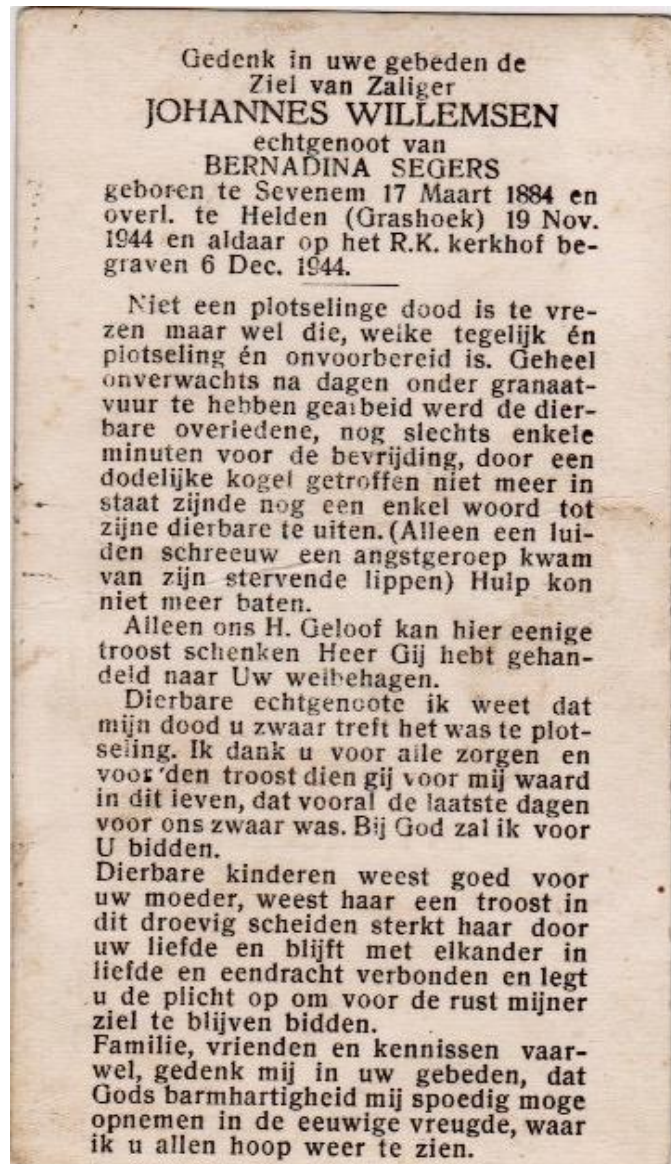 Gedenk in uwe gebeden de
Ziel van Zaliger
JOHANNES WILLEMSEN
echtgenoot van
BERNADINA SEGERS
geboren te Sevenem 17 Maart 1884 en
overl. te Helden (Grashoek) 19 Nov.
1944 en aldaar op het R.K. kerkhof be-
graven 6 Dec. 1944.
Niet een plotselinge dood is te vre-
zen maar wel die, welke tegelijk én
plotseling én onvoorbereid is. Geheel
onverwachts na dagen onder granaat-
vuur te hebben gearbeid werd de dier-
bare overledene, nog slechts enkele
minuten voor de bevrijding, door een
dodelijke kogel getroffen niet meer in
staat zijnde nog een enkel woord tot
zijne dierbare te uiten. (Alleen een lui-
den schreeuw een angstgeroep kwam
van zijn stervende lippen) Hulp kon
niet meer baten.
Alleen ons H. Geloof kan hier eenige
troost schenken Heer Gij hebt gehan-
deld naar Uw welbehagen.
Dierbare echtgenoote ik weet dat
mijn dood u zwaar treft het was te plot-
seling. Ik dank u voor alle zorgen en
voor den troost dien gij voor mij waard
in dit leven, dat vooral de laatste dagen
voor ons zwaar was. Bij God zal ik voor
U bidden.
Dierbare kinderen weest goed voor
uw moeder, weest haar een troost in
dit droevig scheiden sterkt haar door
uw liefde en blijft met elkander in
liefde en eendracht verbonden en legt
u de plicht op om voor de rust mijner
ziel te blijven bidden.
Familie, vrienden en kennissen vaar-
wel, gedenk mij in uw gebeden, dat
Gods barmhartigheid mij spoedig moge
opnemen in de eeuwige vreugde, waar
ik u allen hoop weer te zien.